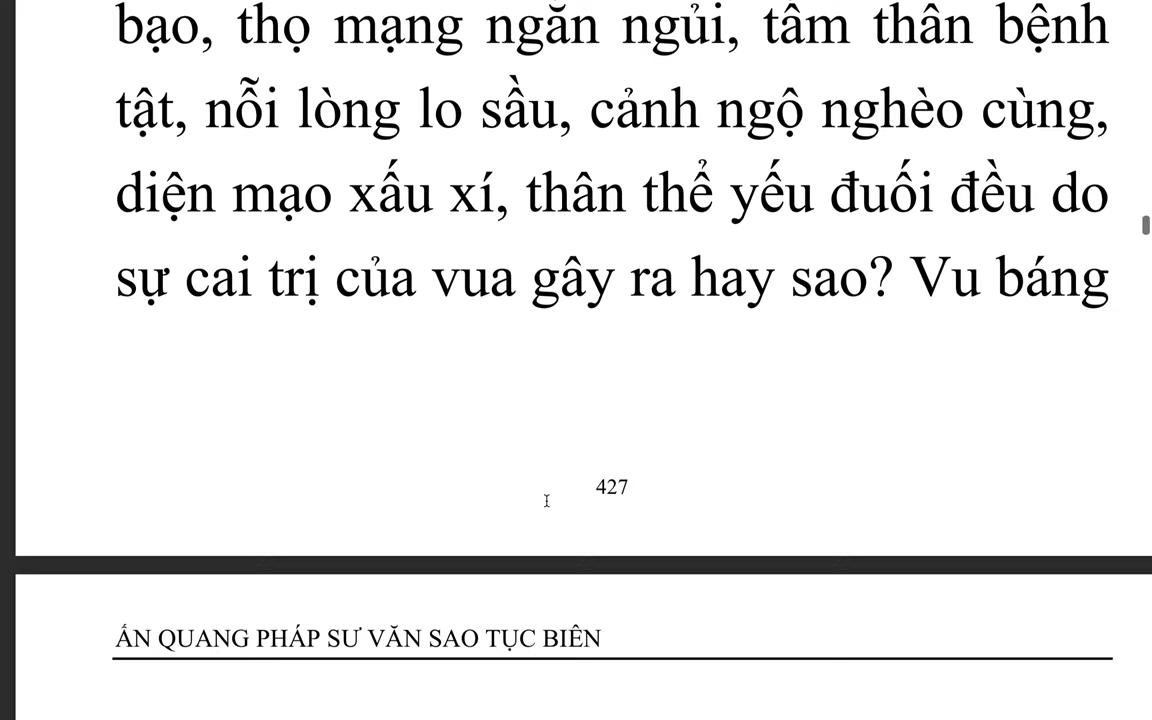 bạo, thọ mạng ngắn ngủi, tâm thân bệnh
tật, nỗi lòng lo sầu, cảnh ngộ nghèo cùng,
diện mạo xấu xí, thân thể yếu đuối đều do
sự cai trị của vua gây ra hay sao? Vu báng
427
ẤN QUANG PHÁP SƯ VĂN SAO TỤC BIÊN